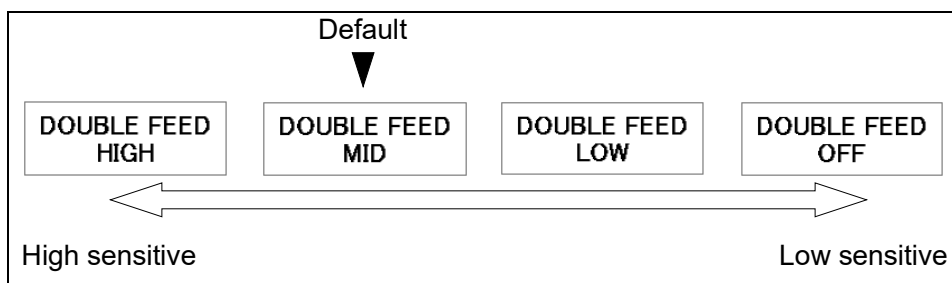 Default
DOUBLE FEED
HIGH
DOUBLE FEED
MID
DOUBLE FEED
LOW
DOUBLE FEED
OFF
High sensitive
Low sensitive